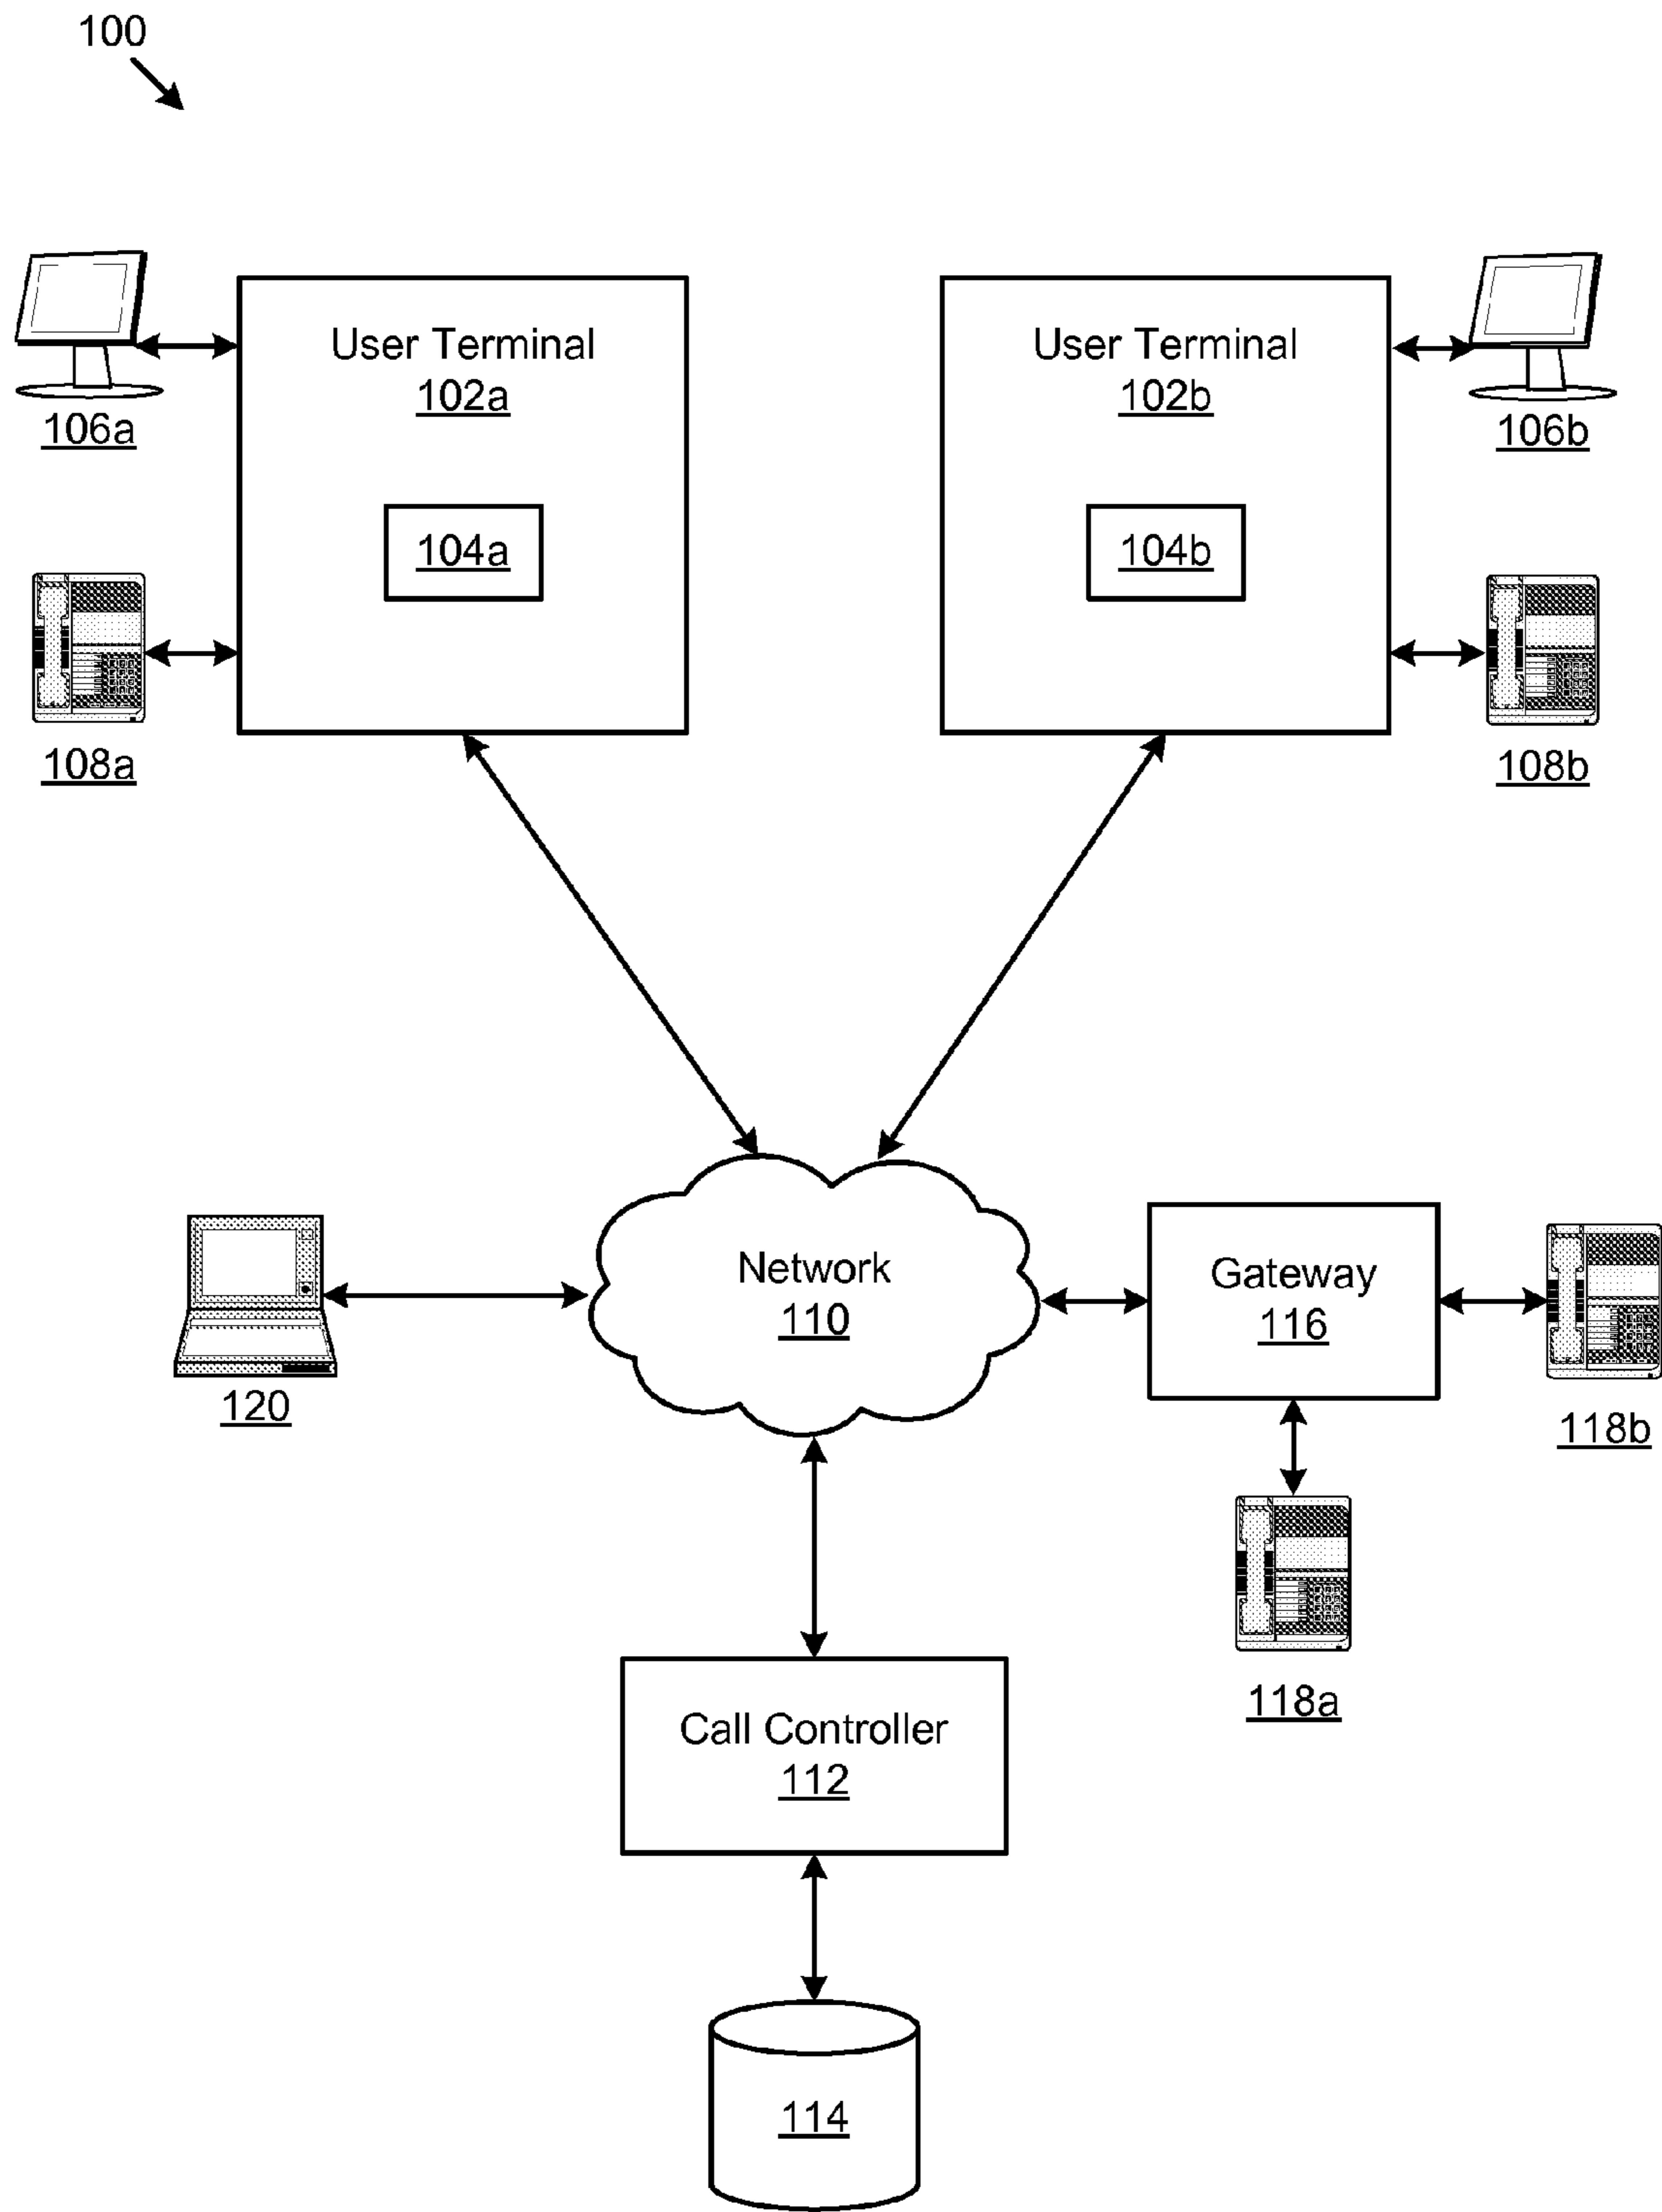 100
User Terminal
102a
User Terminal
102b
106a
106b
104a
104b
108a
108b
Network
110
Gateway
116
120
118b
118a
Call Controller
112
114